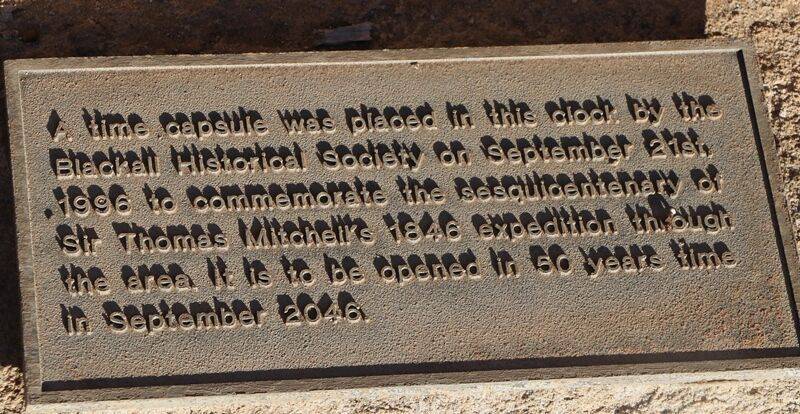 A time capsule was placed in this clock by the
Blackall Historical Society on September 21st,
1996 to commemorate the sesquicentenary of
Sir Thomas Mitchell's 1846 expedition through
the area. It is to be opened in 50 years time
in September 2046.